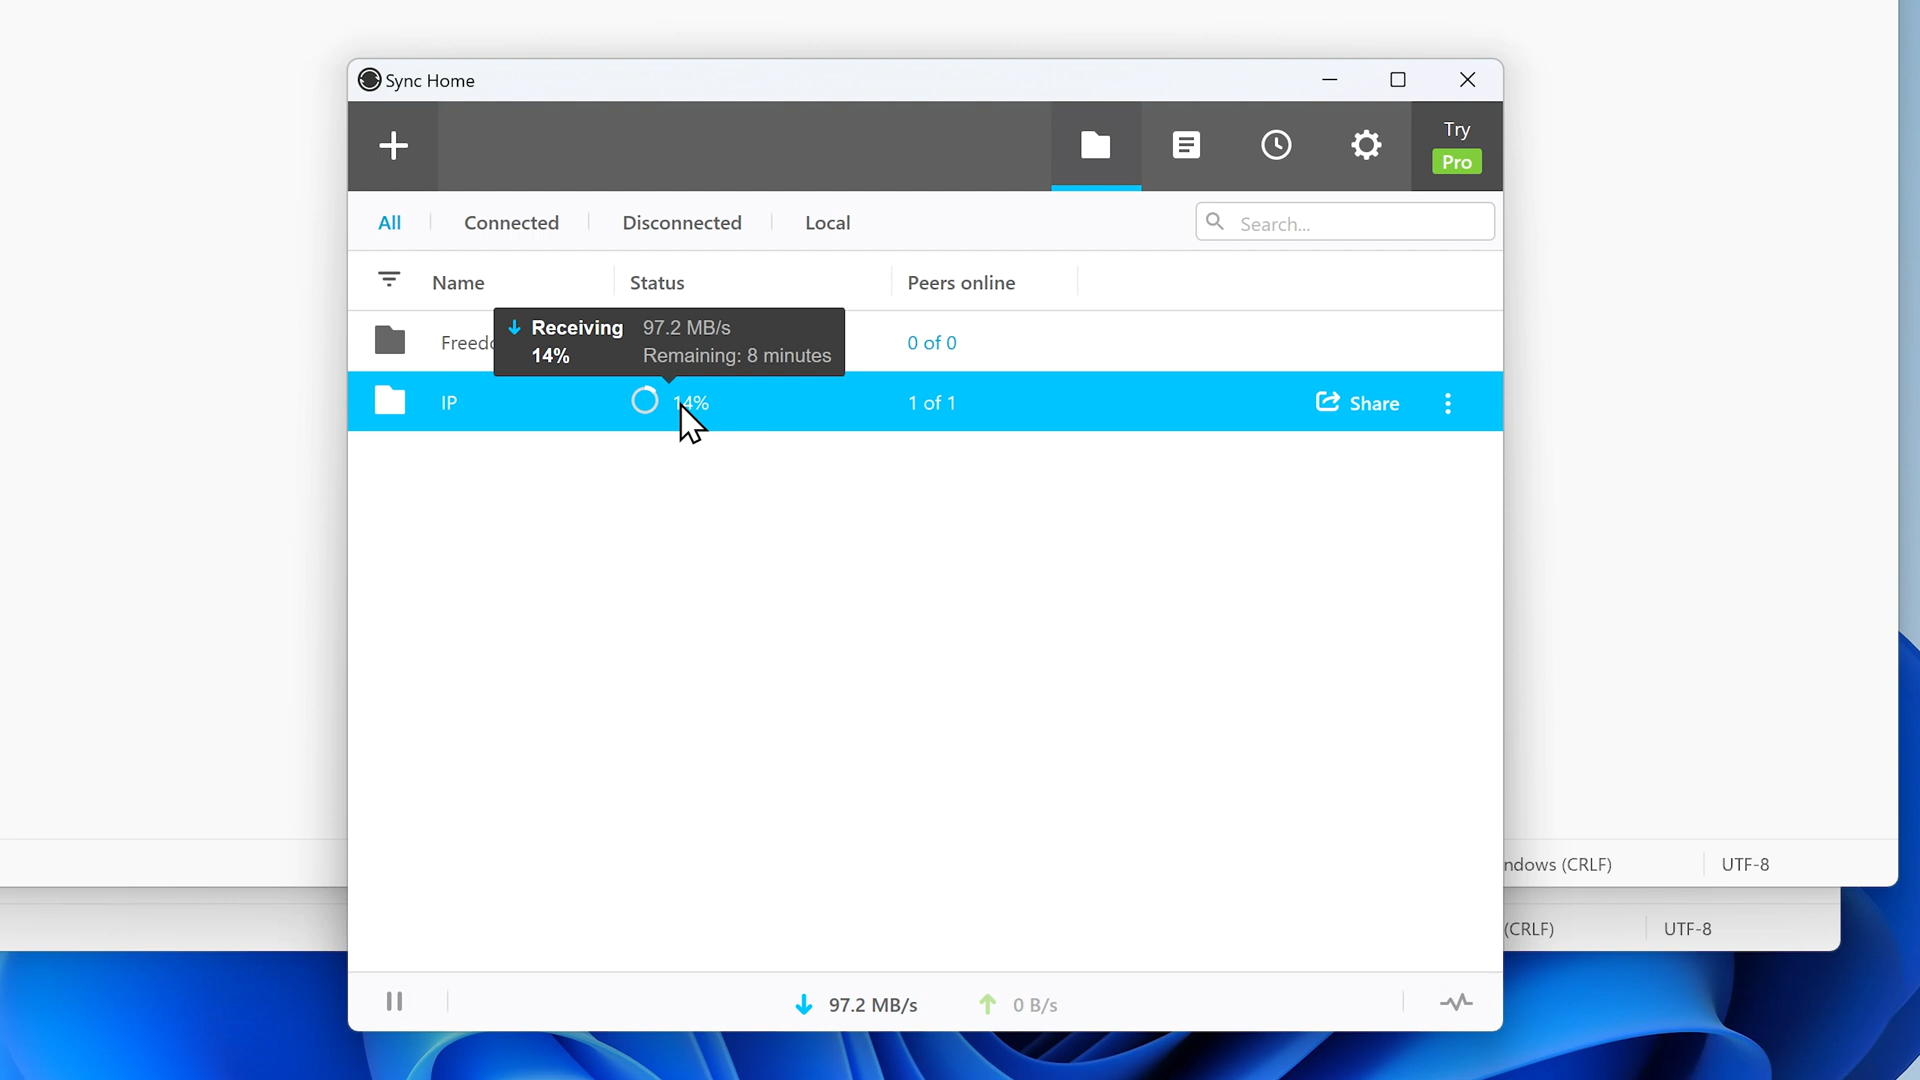 Sync Home
Try
Pro
All Connected Disconnected Local Search...
Name Status Peers online
Receiving 97.2 MB/s
14% Remaining: 8 minutes
0 of 0
IP 14% 1 of 1 Share
ndows (CRLF) UTF-8
(CRLF) UTF-8
97.2 MB/s 0 B/s